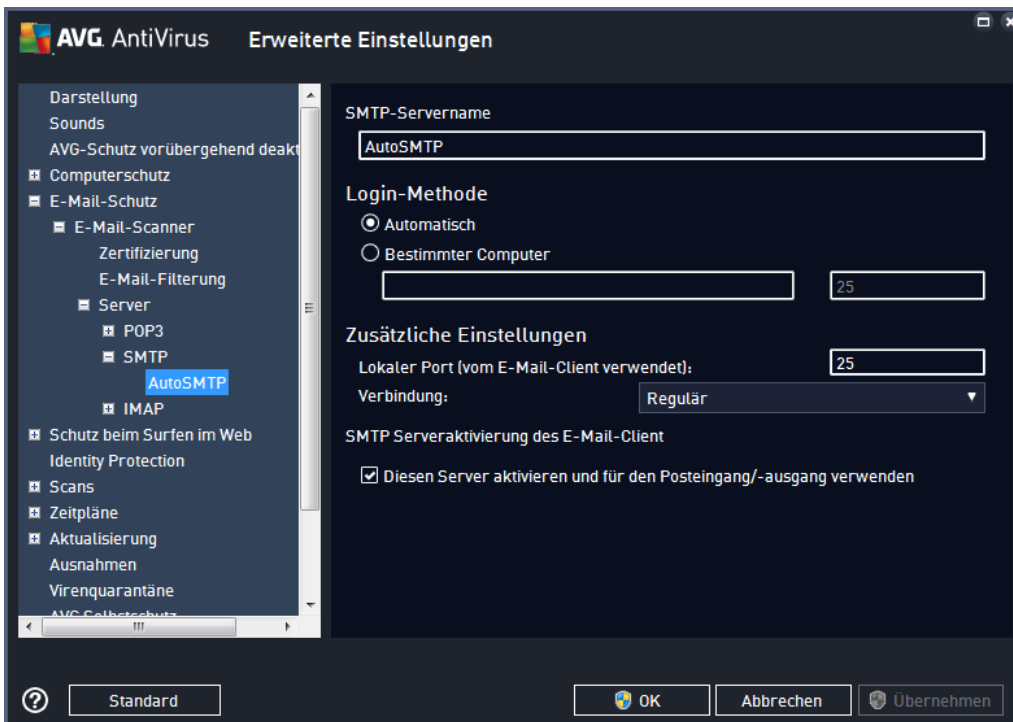 AVG. AntiVirus Erweiterte Einstellungen
Darstellung
Sounds
AVG-Schutz vorübergehend deakt
Computerschutz
E-Mail-Schutz
E-Mail-Scanner
Zertifizierung
E-Mail-Filterung
Server
POP3
SMTP
AutoSMTP
IMAP
Schutz beim Surfen im Web
Identity Protection
Scans
Zeitpläne
Aktualisierung
Ausnahmen
Virenquarantäne
AVG Selbstschutz
SMTP-Servername
AutoSMTP
Login-Methode
Automatisch
Bestimmter Computer
25
Zusätzliche Einstellungen
Lokaler Port (vom E-Mail-Client verwendet): 25
Verbindung: Regulär
SMTP Serveraktivierung des E-Mail-Client
Diesen Server aktivieren und für den Posteingang/-ausgang verwenden
? Standard OK Abbrechen Übernehmen